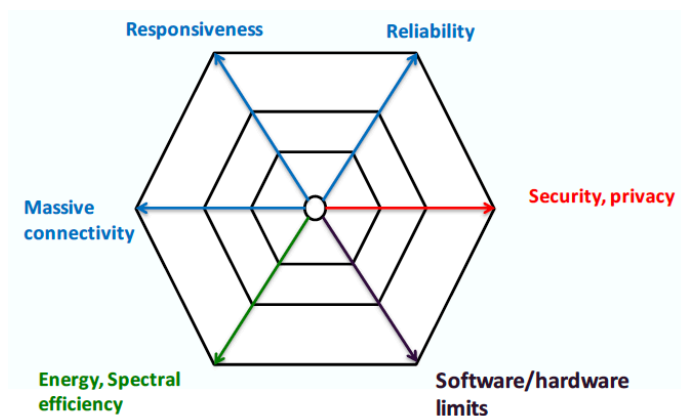 Responsiveness
Reliability
Massive
connectivity
Security, privacy
Energy, Spectral
efficiency
Software/hardware
limits